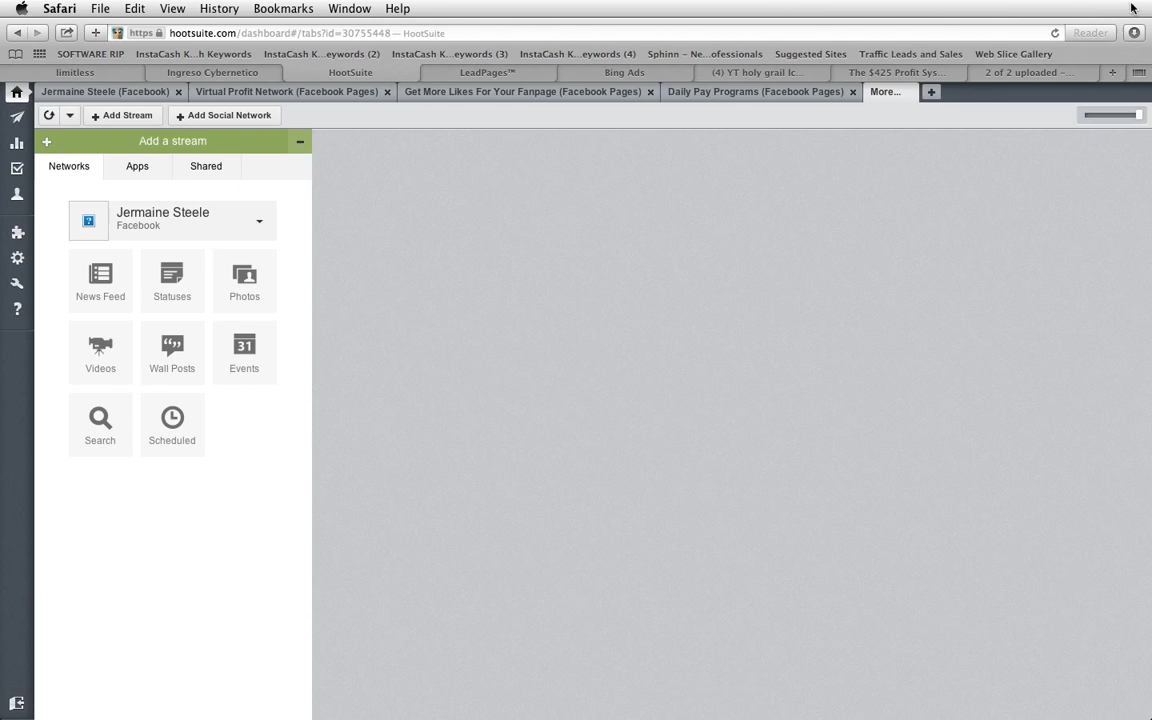 Safari File Edit View History Bookmarks Window Help
https hootsuite.com/dashboard#/tabs?id=30755448 — HootSuite Reader
SOFTWARE RIP InstaCash K...h Keywords InstaCash K...eywords (2) InstaCash K...eywords (3) InstaCash K...eywords (4) Sphinn – Ne...ofessionals Suggested Sites Traffic Leads and Sales Web Slice Gallery
limitless Ingreso Cybernetico HootSuite LeadPages™ Bing Ads (4) YT holy grail Ic... The $425 Profit Sys... 2 of 2 uploaded –...
Jermaine Steele (Facebook) Virtual Profit Network (Facebook Pages) Get More Likes For Your Fanpage (Facebook Pages) Daily Pay Programs (Facebook Pages) More...
Add Stream Add Social Network
Add a stream
Networks Apps Shared
Jermaine Steele
Facebook
News Feed Statuses Photos
31
Videos Wall Posts Events
Search Scheduled